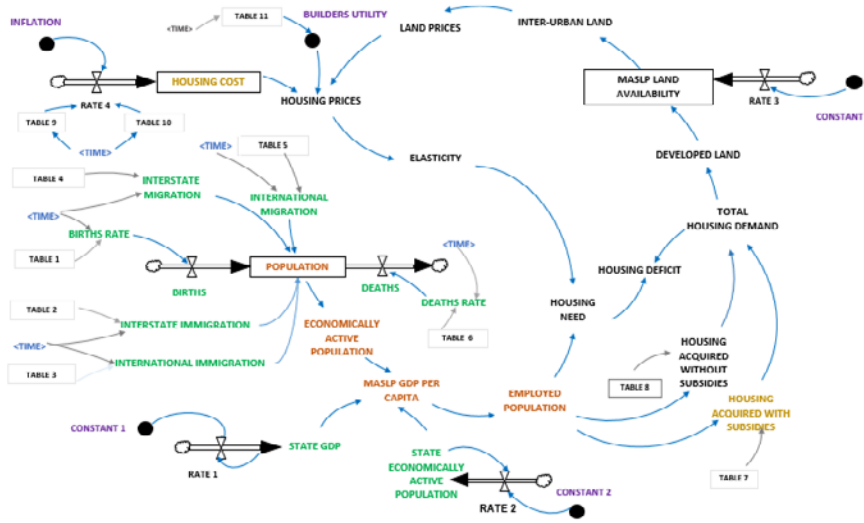 INFLATION
<TIME>
TABLE 11
BUILDERS UTILITY
LAND PRICES
INTER-URBAN LAND
HOUSING COST
RATE 4
TABLE 9
TABLE 10
<TIME>
HOUSING PRICES
MASLP LAND
AVAILABILITY
RATE 3
CONSTANT
<TIME>
TABLE 5
ELASTICITY
DEVELOPED LAND
TABLE 4
INTERSTATE
MIGRATION
INTERNATIONAL
MIGRATION
<TIME>
BIRTHS RATE
TABLE 1
TOTAL
HOUSING DEMAND
<TIME>
POPULATION
BIRTHS
DEATHS
DEATHS RATE
TABLE 6
HOUSING DEFICIT
HOUSING
NEED
TABLE 2
INTERSTATE IMMIGRATION
<TIME>
INTERNATIONAL IMMIGRATION
TABLE 3
ECONOMICALLY
ACTIVE
POPULATION
HOUSING
ACQUIRED
WITHOUT
SUBSIDIES
TABLE 8
MASLP GDP PER
CAPITA
EMPLOYED
POPULATION
HOUSING
ACQUIRED WITH
SUBSIDIES
TABLE 7
CONSTANT 1
RATE 1
STATE GDP
STATE
ECONOMICALLY
ACTIVE
POPULATION
RATE 2
CONSTANT 2